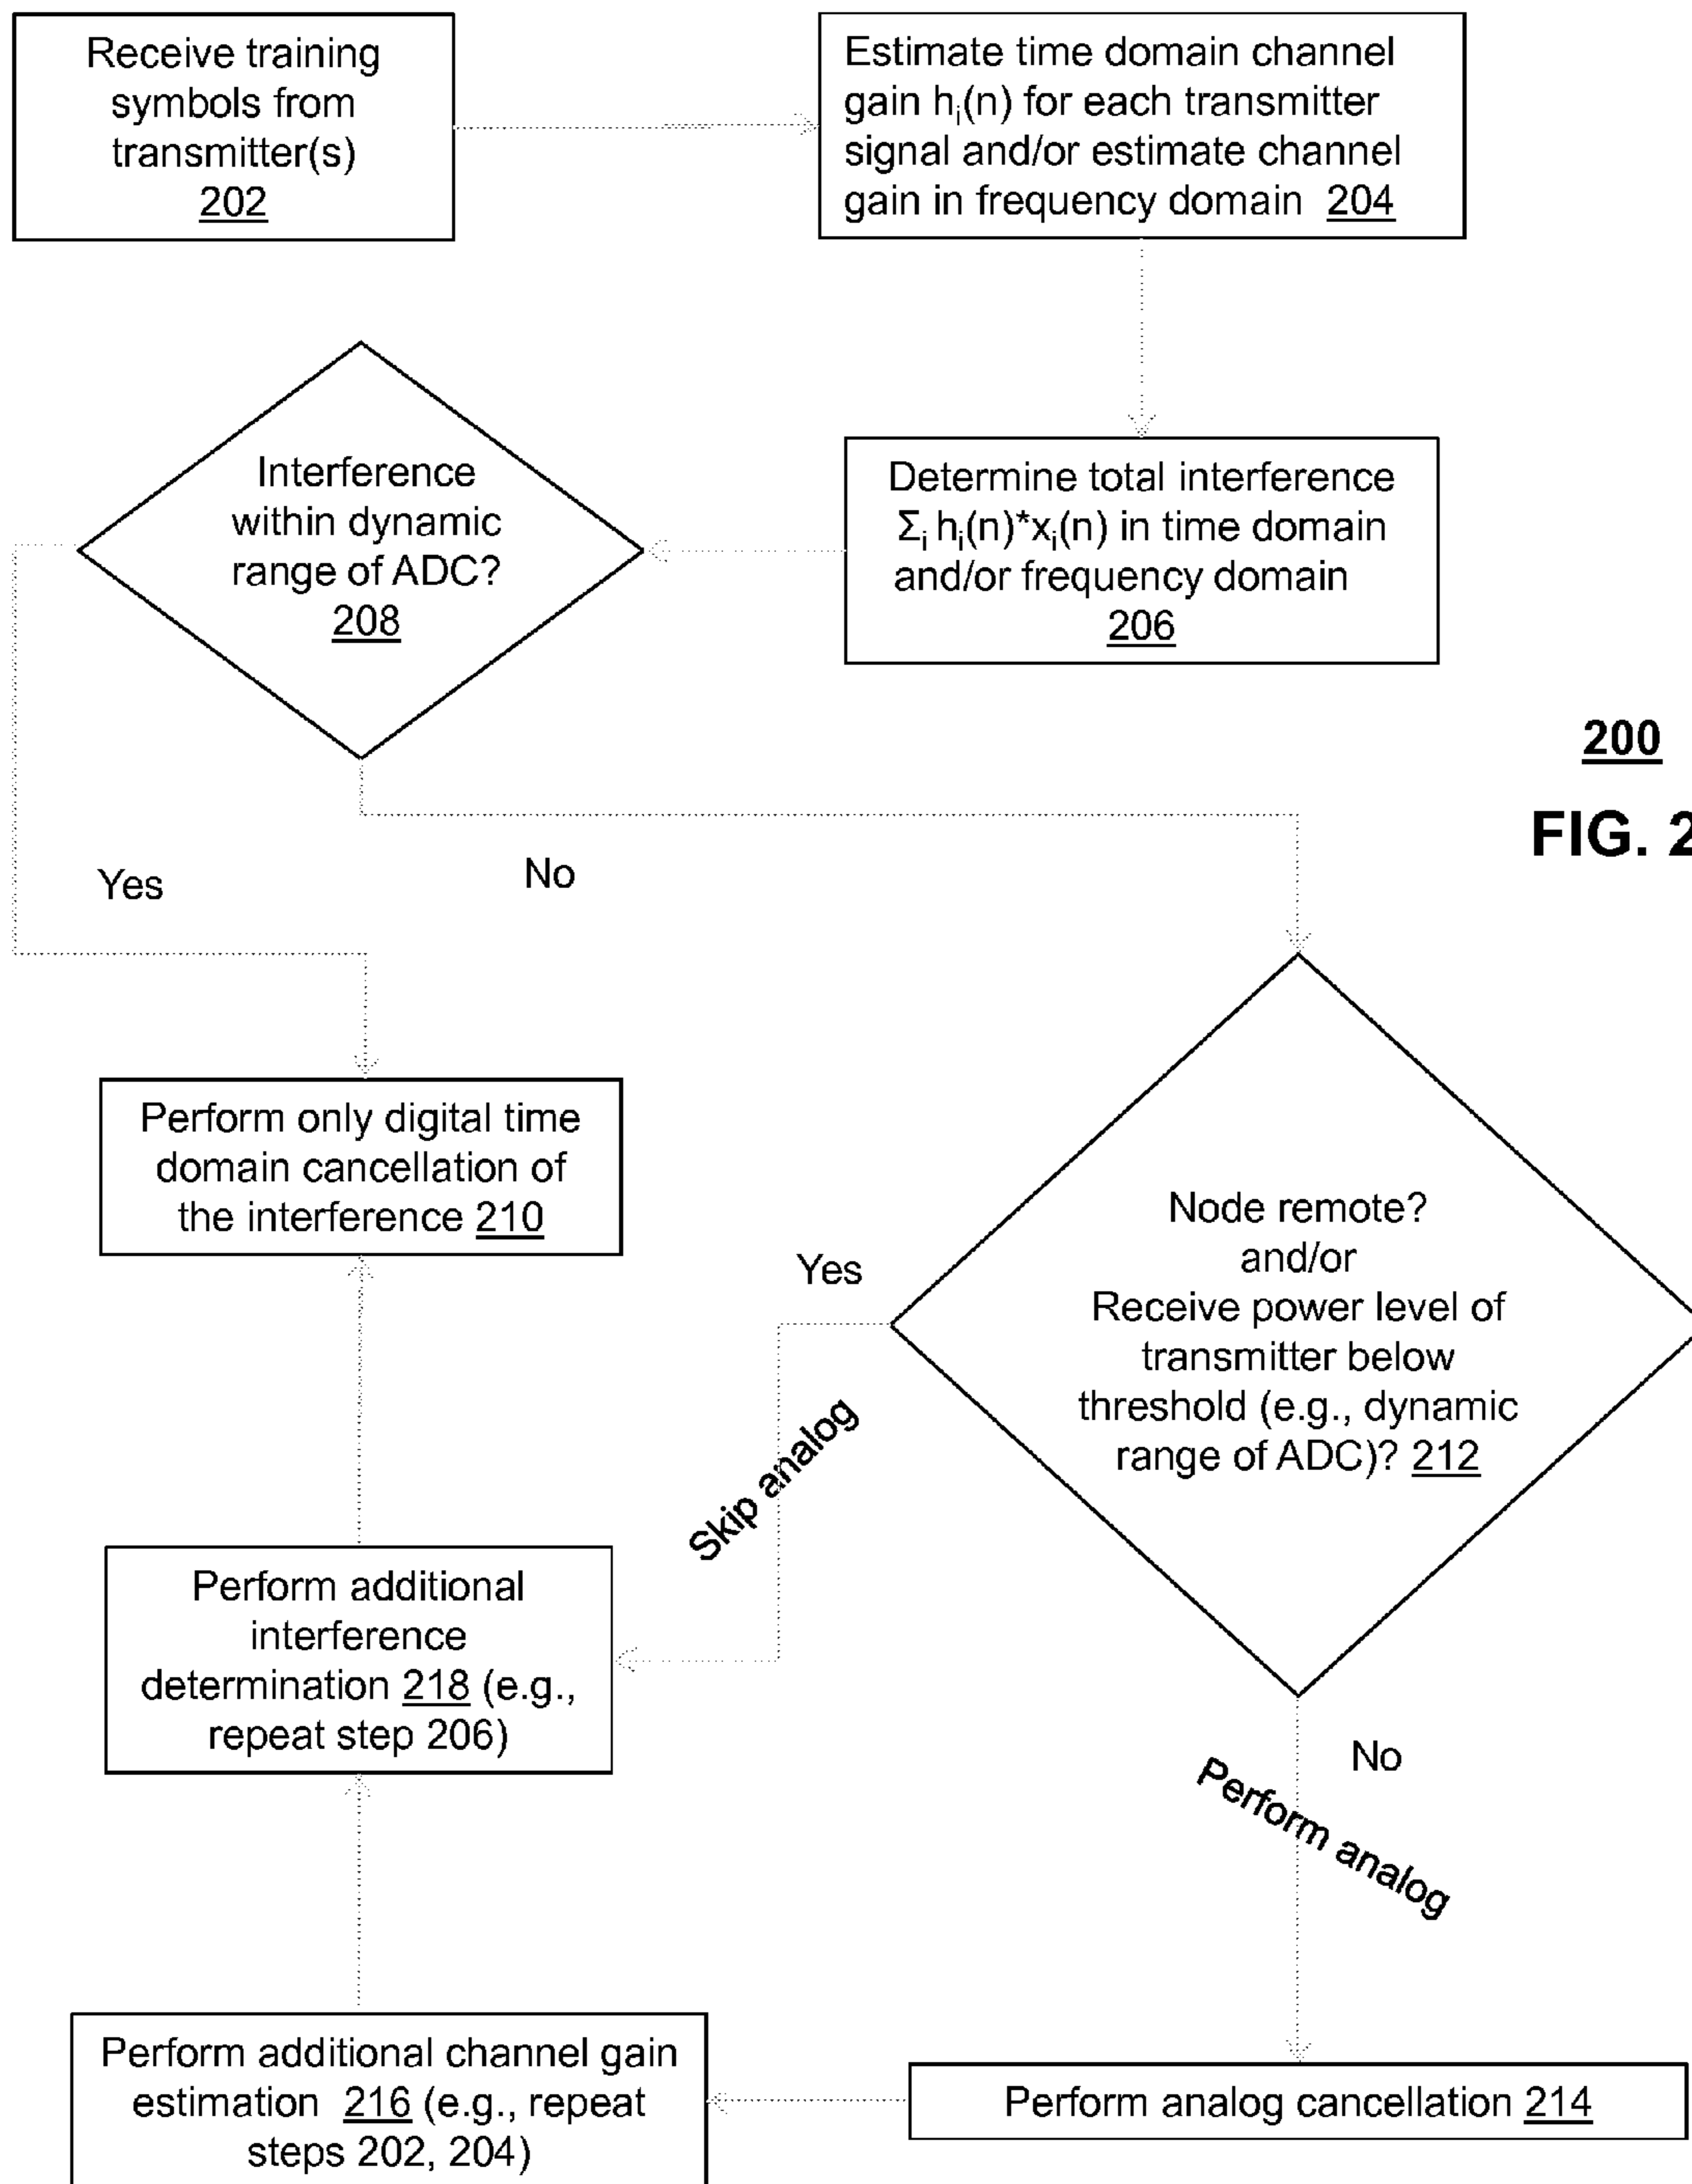 Receive training
symbols from
transmitter(s)
202
Estimate time domain channel
gain hᵢ(n) for each transmitter
signal and/or estimate channel
gain in frequency domain 204
Interference
within dynamic
range of ADC?
208
Determine total interference
Σᵢ hᵢ(n)*xᵢ(n) in time domain
and/or frequency domain
206
200
FIG. 2
Yes
No
Perform only digital time
domain cancellation of
the interference 210
Node remote?
and/or
Receive power level of
transmitter below
threshold (e.g., dynamic
range of ADC)? 212
Yes
Skip analog
Perform additional
interference
determination 218 (e.g.,
repeat step 206)
No
Perform analog
Perform additional channel gain
estimation 216 (e.g., repeat
steps 202, 204)
Perform analog cancellation 214